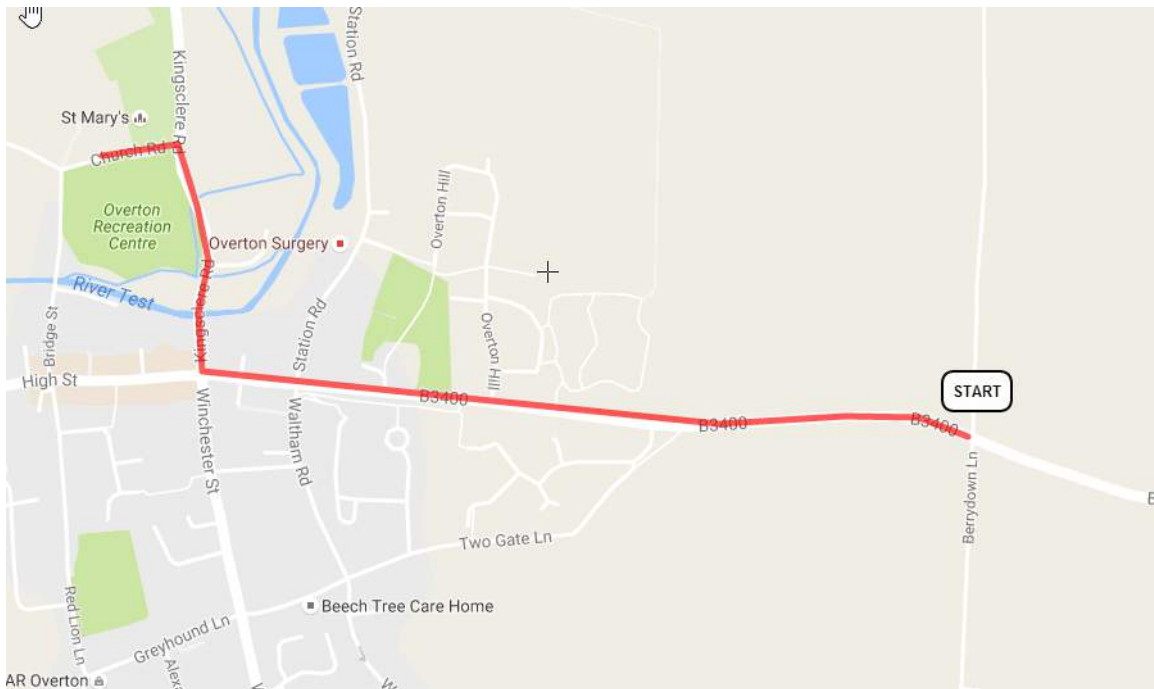 Station Rd
Kingsclere Rd
St Mary's
Church Rd
Overton
Recreation
Centre
Overton Hill
Overton Surgery
River Test
Kingsclere Rd
Station Rd
Overton Hill
Bridge St
High St
START
B3400
B3400
B3400
Winchester St
Waltham Rd
Berrydown Ln
Two Gate Ln
Beech Tree Care Home
Red Lion Ln
Greyhound Ln
AR Overton